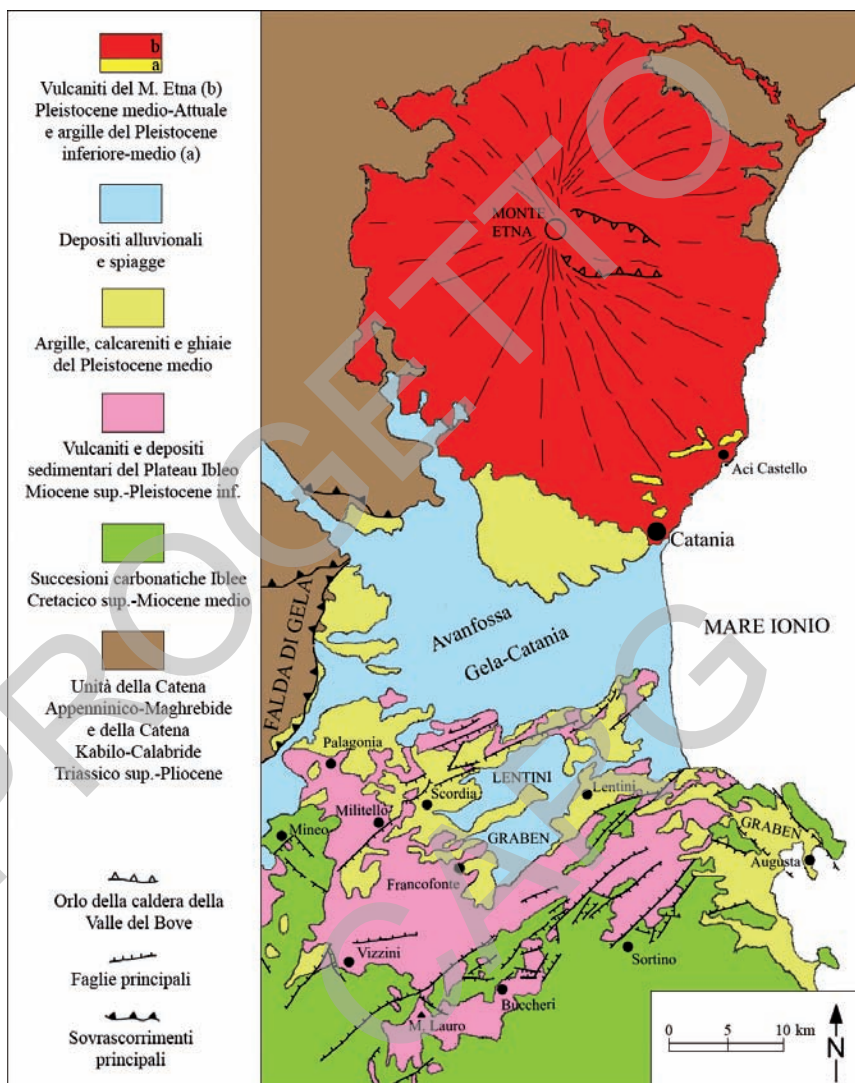 b
a
Vulcaniti del M. Etna (b)
Pleistocene medio-Attuale
e argille del Pleistocene
inferiore-medio (a)
Depositi alluvionali
e spiagge
Argille, calcareniti e ghiaie
del Pleistocene medio
Vulcaniti e depositi
sedimentari del Plateau Ibleo
Miocene sup.-Pleistocene inf.
Succesioni carbonatiche Iblee
Cretacico sup.-Miocene medio
Unità della Catena
Appenninico-Maghrebide
e della Catena
Kabilo-Calabride
Triassico sup.-Pliocene
Orlo della caldera della
Valle del Bove
Faglie principali
Sovrascorrimenti
principali
MONTE
ETNA
Aci Castello
Catania
MARE IONIO
Avanfossa
Gela-Catania
FALDA DI GELA
Palagonia
LENTINI
Scordia
Lentini
Militello
GRABEN
GRABEN
Mineo
Augusta
Francofonte
Vizzini
Sortino
Buccheri
M. Lauro
0 5 10 km
N
PROGETTO
CARG